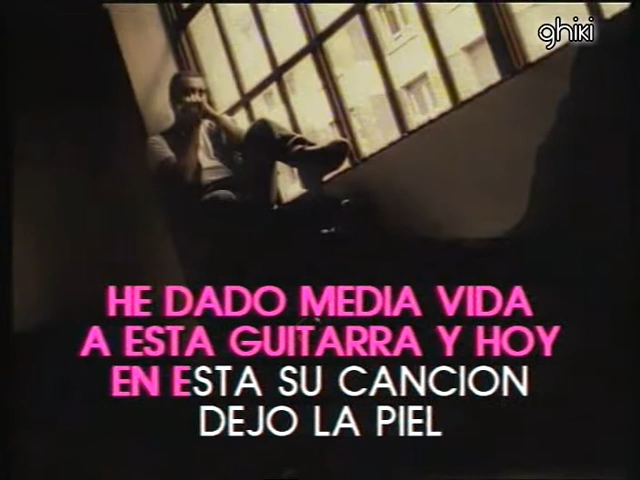 ghiki
HE DADO MEDIA VIDA
A ESTA GUITARRA Y HOY
EN ESTA SU CANCION
DEJO LA PIEL